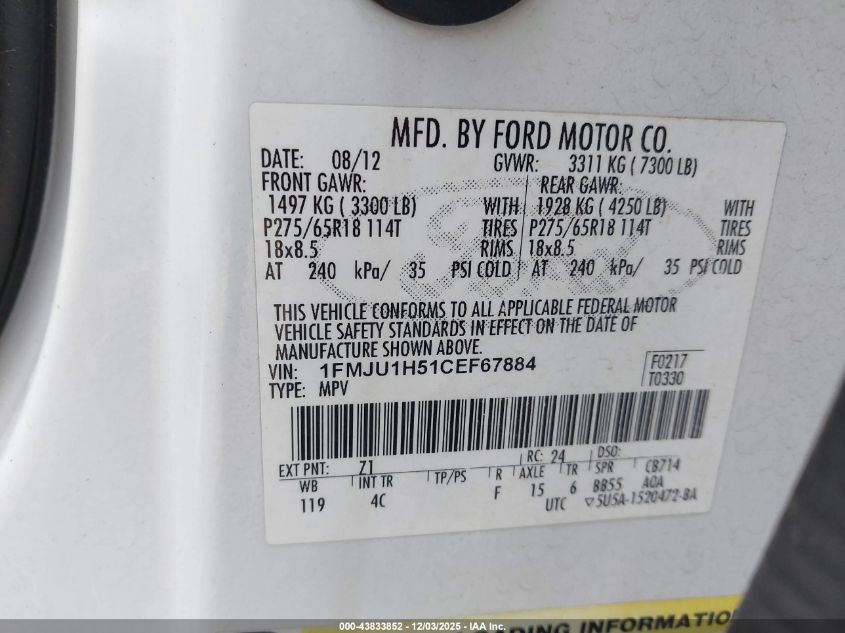 MFD. BY FORD MOTOR CO.
DATE: 08/12 GVWR: 3311 KG ( 7300 LB)
FRONT GAWR: REAR GAWR:
1497 KG ( 3300 LB) WITH 1928 KG ( 4250 LB) WITH
P275/65R18 114T TIRES P275/65R18 114T TIRES
18x8.5 RIMS 18x8.5 RIMS
AT 240 kPa/ 35 PSI COLD AT 240 kPa/ 35 PSI COLD
THIS VEHICLE CONFORMS TO ALL APPLICABLE FEDERAL MOTOR
VEHICLE SAFETY STANDARDS IN EFFECT ON THE DATE OF
MANUFACTURE SHOWN ABOVE.
VIN: 1FMJU1H51CEF67884 F0217
TYPE: MPV T0330
EXT PNT: Z1 RC: 24 DSO:
WB INT TR TP/PS R AXLE TR SPR CB714
119 4C F 15 6 BB55 AOA
UTC ▽5U5A-1520472-BA
DING INFORMATION
000-43833852 - 12/03/2025 - IAA Inc.